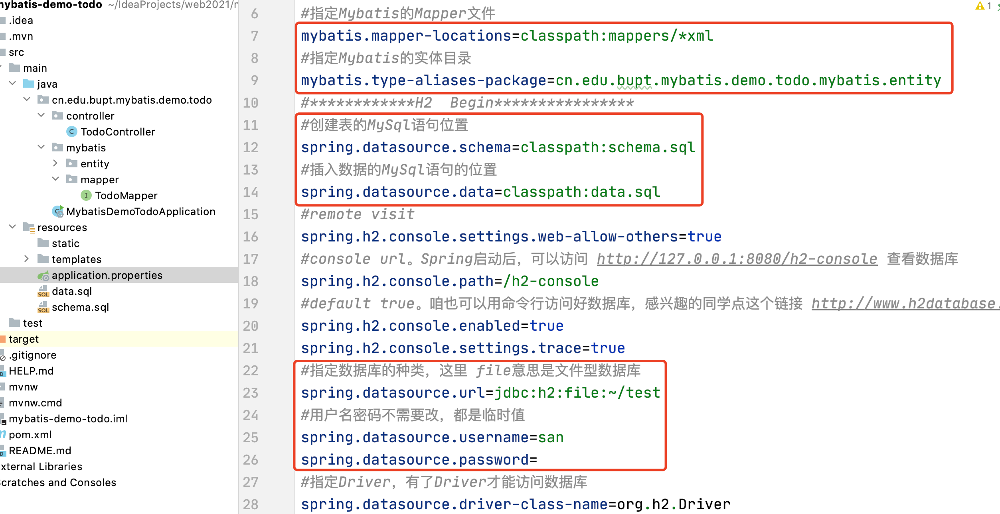 mybatis-demo-todo ~/IdeaProjects/web2021/
.idea
.mvn
src
main
java
cn.edu.bupt.mybatis.demo.todo
controller
TodoController
mybatis
entity
mapper
TodoMapper
MybatisDemoTodoApplication
resources
static
templates
application.properties
data.sql
schema.sql
test
target
.gitignore
HELP.md
mvnw
mvnw.cmd
mybatis-demo-todo.iml
pom.xml
README.md
xternal Libraries
cratches and Consoles
1
6 #指定Mybatis的Mapper文件
7 mybatis.mapper-locations=classpath:mappers/*xml
8 #指定Mybatis的实体目录
9 mybatis.type-aliases-package=cn.edu.bupt.mybatis.demo.todo.mybatis.entity
10 #************H2  Begin****************
11 #创建表的MySql语句位置
12 spring.datasource.schema=classpath:schema.sql
13 #插入数据的MySql语句的位置
14 spring.datasource.data=classpath:data.sql
15 #remote visit
16 spring.h2.console.settings.web-allow-others=true
17 #console url。Spring启动后，可以访问 http://127.0.0.1:8080/h2-console 查看数据库
18 spring.h2.console.path=/h2-console
19 #default true。咱也可以用命令行访问好数据库，感兴趣的同学点这个链接 http://www.h2database.
20 spring.h2.console.enabled=true
21 spring.h2.console.settings.trace=true
22 #指定数据库的种类，这里 file意思是文件型数据库
23 spring.datasource.url=jdbc:h2:file:~/test
24 #用户名密码不需要改，都是临时值
25 spring.datasource.username=san
26 spring.datasource.password=
27 #指定Driver，有了Driver才能访问数据库
28 spring.datasource.driver-class-name=org.h2.Driver